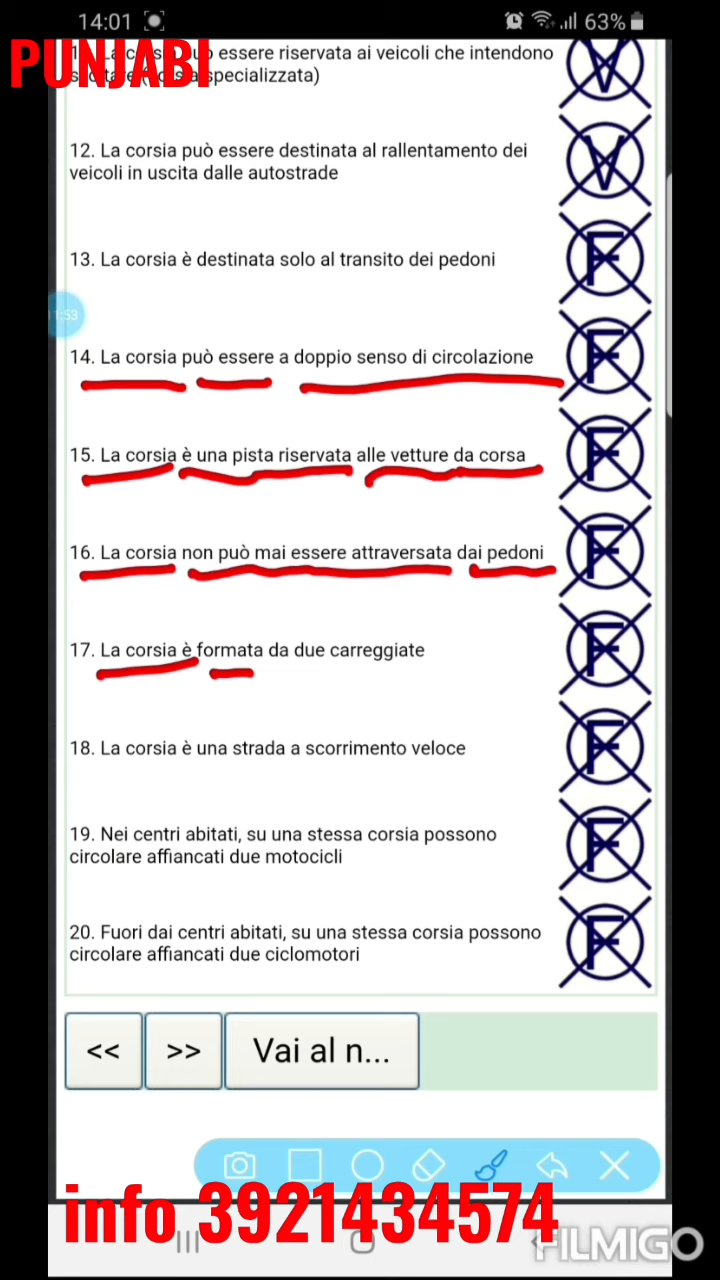 14:01 63%
PUNJABI
essere riservata ai veicoli che intendono
specializzata)
V
12. La corsia può essere destinata al rallentamento dei
veicoli in uscita dalle autostrade
V
13. La corsia è destinata solo al transito dei pedoni
F
11:53
14. La corsia può essere a doppio senso di circolazione
F
15. La corsia è una pista riservata alle vetture da corsa
F
16. La corsia non può mai essere attraversata dai pedoni
F
17. La corsia è formata da due carreggiate
F
18. La corsia è una strada a scorrimento veloce
F
19. Nei centri abitati, su una stessa corsia possono
circolare affiancati due motocicli
F
20. Fuori dai centri abitati, su una stessa corsia possono
circolare affiancati due ciclomotori
F
<< >> Vai al n...
info 3921434574
FILMIGO